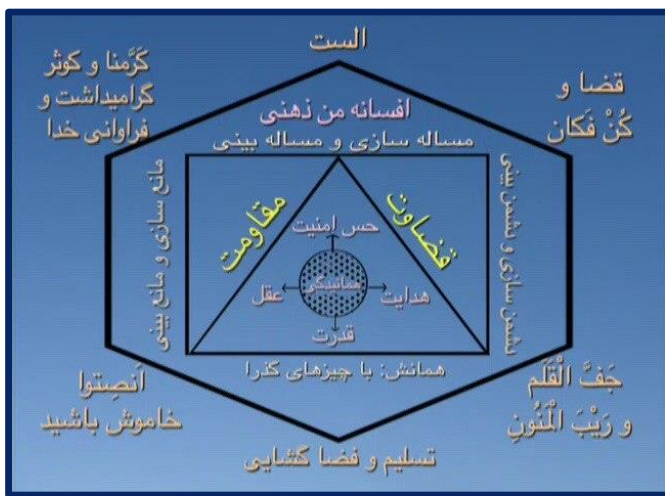 الست
کَرَّمنا و کوثر
گرامیداشت و
فراوانی خدا
قضا و
کُنْ فَکان
افسانه من ذهنی
مساله سازی و مساله بینی
مانع سازی و مانع بینی
دشمن سازی و دشمن بینی
مقاومت
قضاوت
حس امنیت
عقل
همانیدگی
هدایت
قدرت
همانش: با چیزهای گذرا
اَنصِتوا
خاموش باشید
جَفَّ الْقَلَم
و رَیْبَ الْمَنُونِ
تسلیم و فضا گشایی